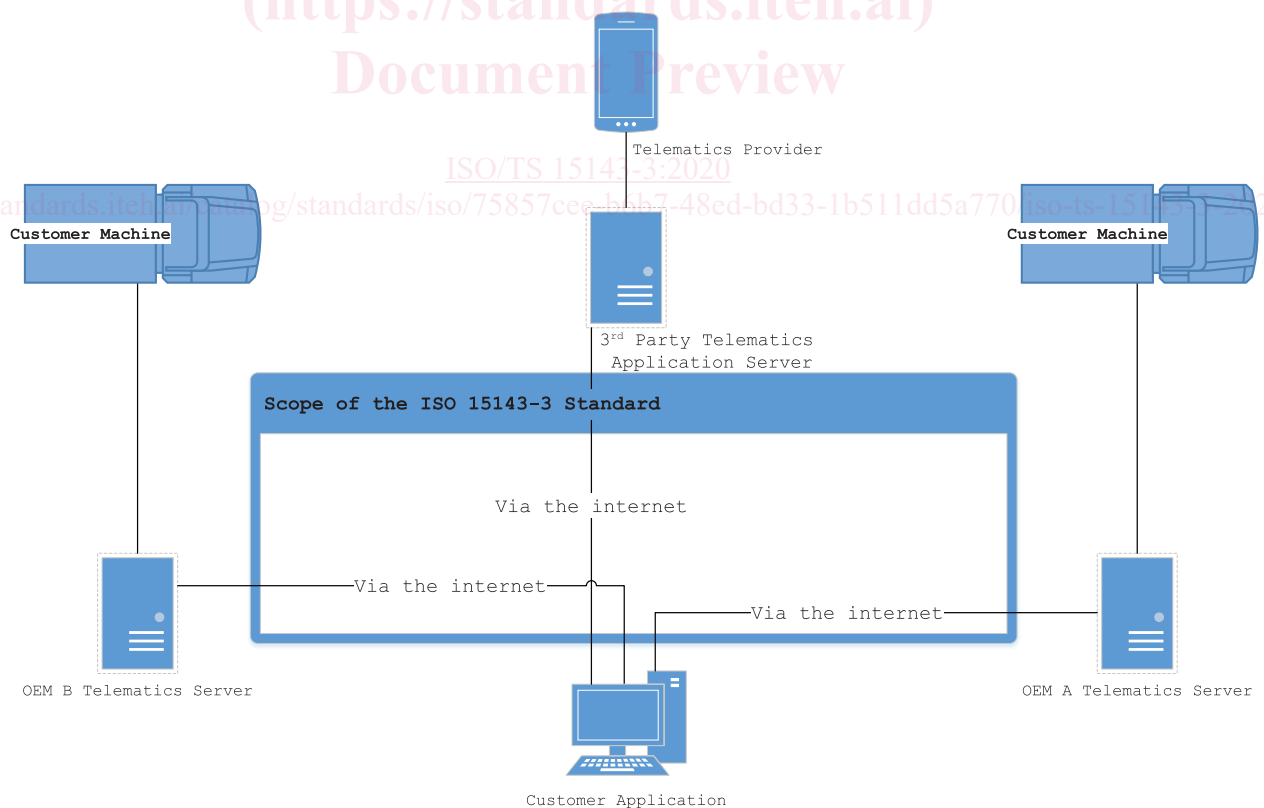 (https://standards.iteh.ai)
Document Preview
Telematics Provider
ISO/TS 15143-3:2020
Customer Machine
Customer Machine
3rd Party Telematics
Application Server
Scope of the ISO 15143-3 Standard
Via the internet
Via the internet
Via the internet
OEM B Telematics Server
OEM A Telematics Server
Customer Application